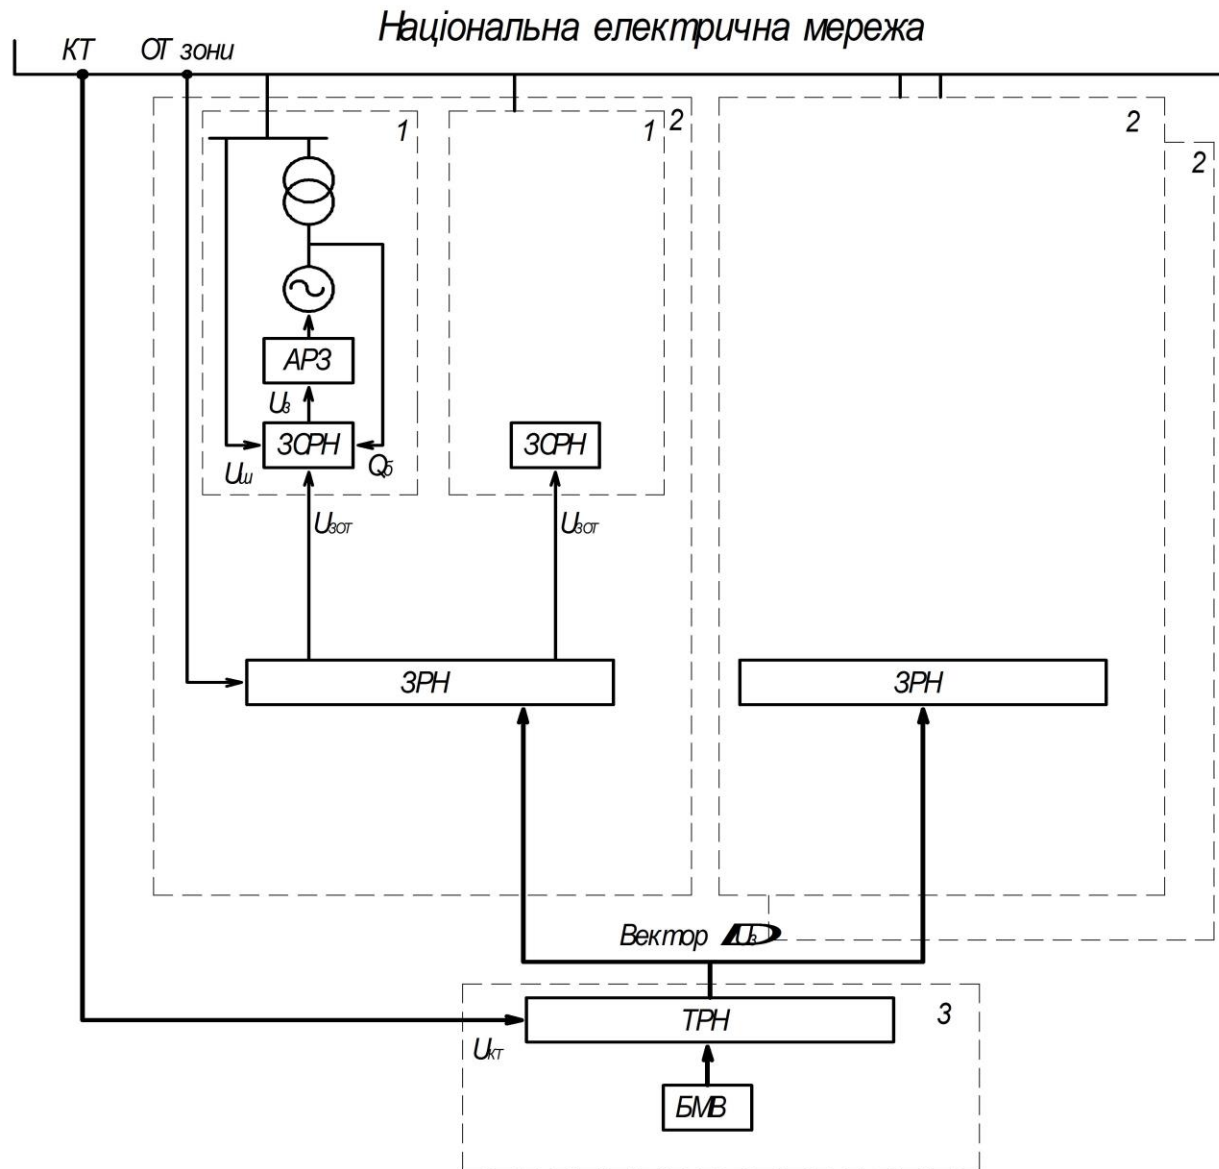 Національна електрична мережа
КТ
ОТ зони
1
1
2
2
2
АРЗ
Uз
ЗСРН
Uш
Qб
ЗСРН
Uзот
Uзот
ЗРН
ЗРН
Вектор Uз
ТРН
3
Uкт
БМВ